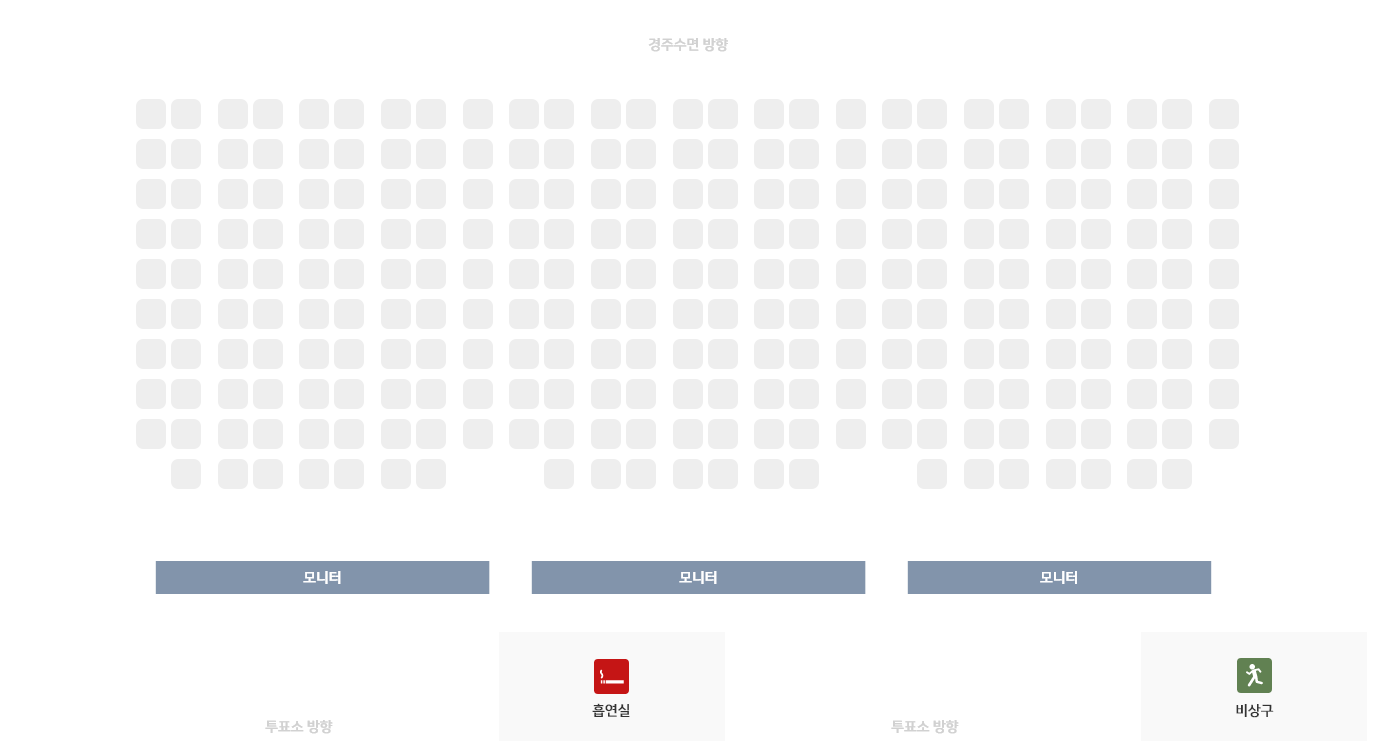 경주수면 방향
모니터
모니터
모니터
흡연실
비상구
투표소 방향
투표소 방향